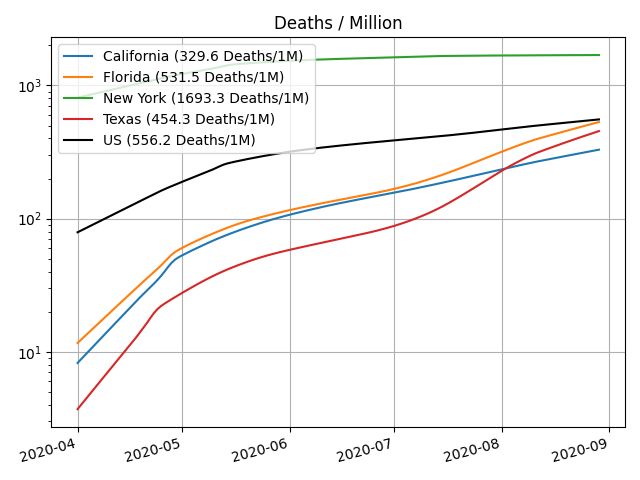 Deaths / Million
California (329.6 Deaths/1M)
Florida (531.5 Deaths/1M)
New York (1693.3 Deaths/1M)
Texas (454.3 Deaths/1M)
US (556.2 Deaths/1M)
10³
10²
10¹
2020-04
2020-05
2020-06
2020-07
2020-08
2020-09